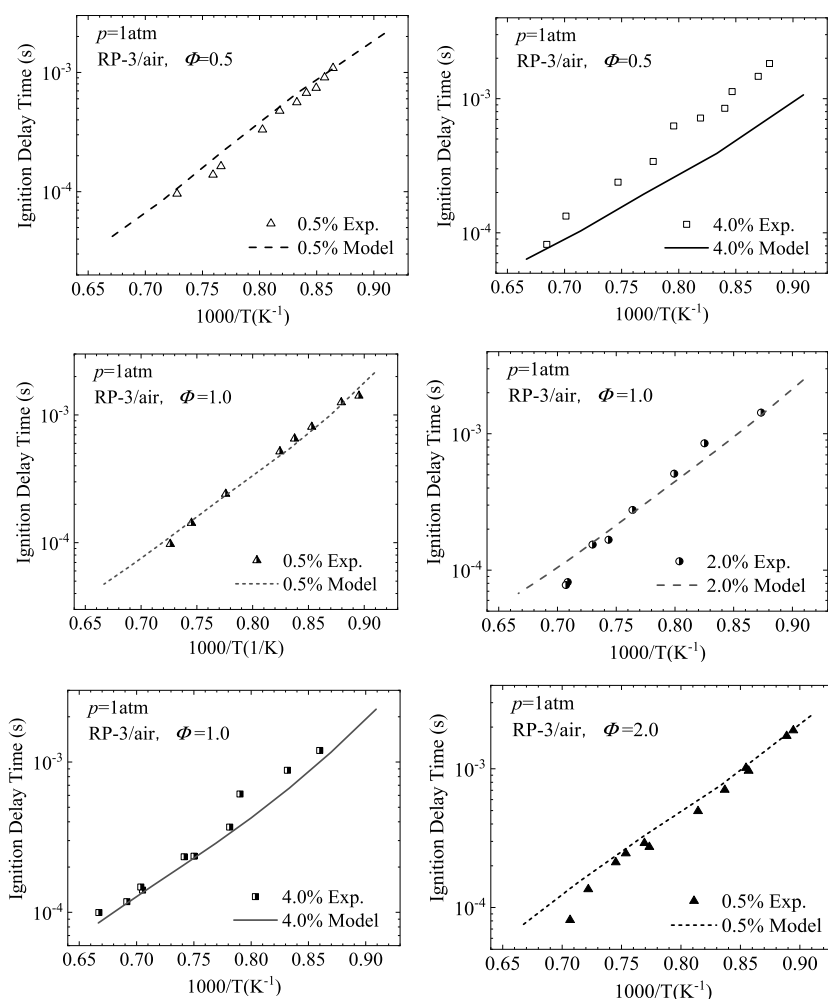 p=1atm
RP-3/air, Φ=0.5
10⁻³
10⁻⁴
Ignition Delay Time (s)
0.5% Exp.
0.5% Model
0.65 0.70 0.75 0.80 0.85 0.90
1000/T(K⁻¹)
p=1atm
RP-3/air, Φ=0.5
10⁻³
10⁻⁴
Ignition Delay Time (s)
4.0% Exp.
4.0% Model
0.65 0.70 0.75 0.80 0.85 0.90
1000/T(K⁻¹)
p=1atm
RP-3/air, Φ=1.0
10⁻³
10⁻⁴
Ignition Delay Time (s)
0.5% Exp.
0.5% Model
0.65 0.70 0.75 0.80 0.85 0.90
1000/T(1/K)
p=1atm
RP-3/air, Φ=1.0
10⁻³
10⁻⁴
Ignition Delay Time (s)
2.0% Exp.
2.0% Model
0.65 0.70 0.75 0.80 0.85 0.90
1000/T(K⁻¹)
p=1atm
RP-3/air, Φ=1.0
10⁻³
10⁻⁴
Ignition Delay Time (s)
4.0% Exp.
4.0% Model
0.65 0.70 0.75 0.80 0.85 0.90
1000/T(K⁻¹)
p=1atm
RP-3/air, Φ=2.0
10⁻³
10⁻⁴
Ignition Delay Time (s)
0.5% Exp.
0.5% Model
0.65 0.70 0.75 0.80 0.85 0.90
1000/T(K⁻¹)